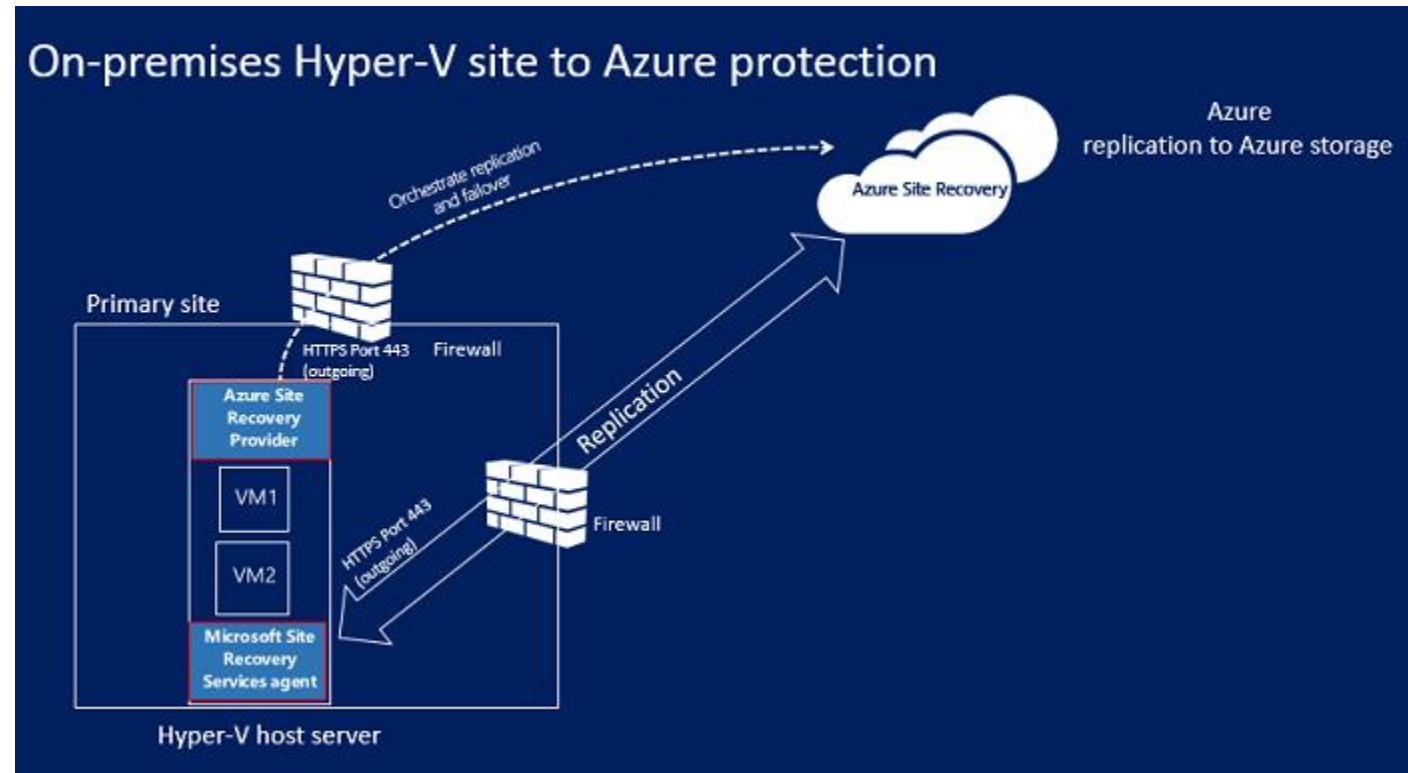 On-premises Hyper-V site to Azure protection
Azure
replication to Azure storage
Orchestrate replication
and failover
Azure Site Recovery
Primary site
HTTPS Port 443
(outgoing)
Firewall
Azure Site
Recovery
Provider
Replication
VM1
HTTPS Port 443
(outgoing)
Firewall
VM2
Microsoft Site
Recovery
Services agent
Hyper-V host server